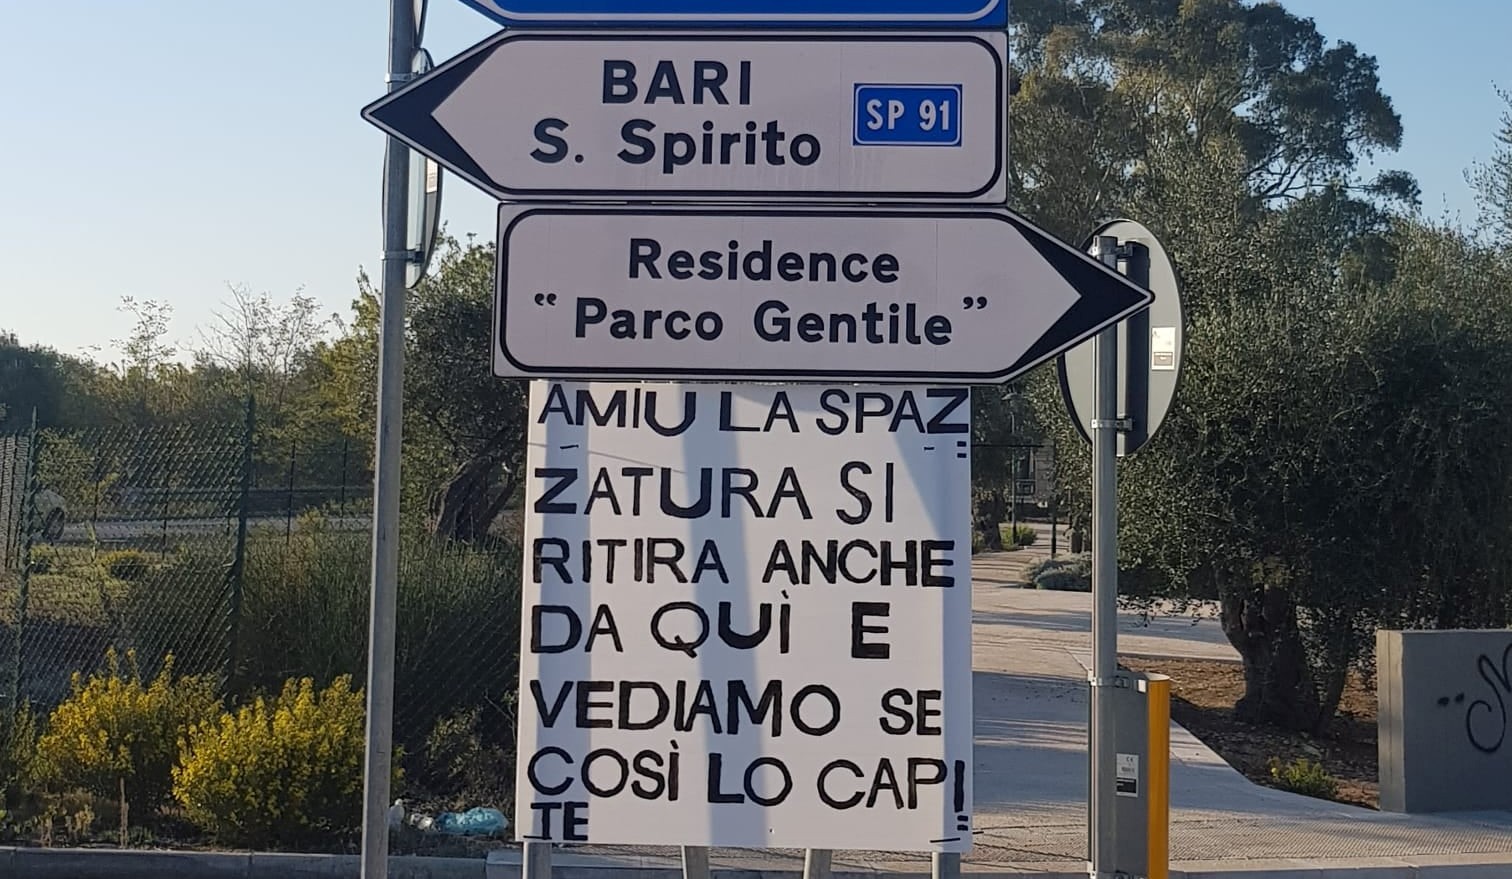 BARI
S. Spirito
SP 91
Residence
“ Parco Gentile ”
AMIU LA SPAZ=
ZATURA SI
RITIRA ANCHE
DA QUÌ E
VEDIAMO SE
COSÌ LO CAPI=
TE